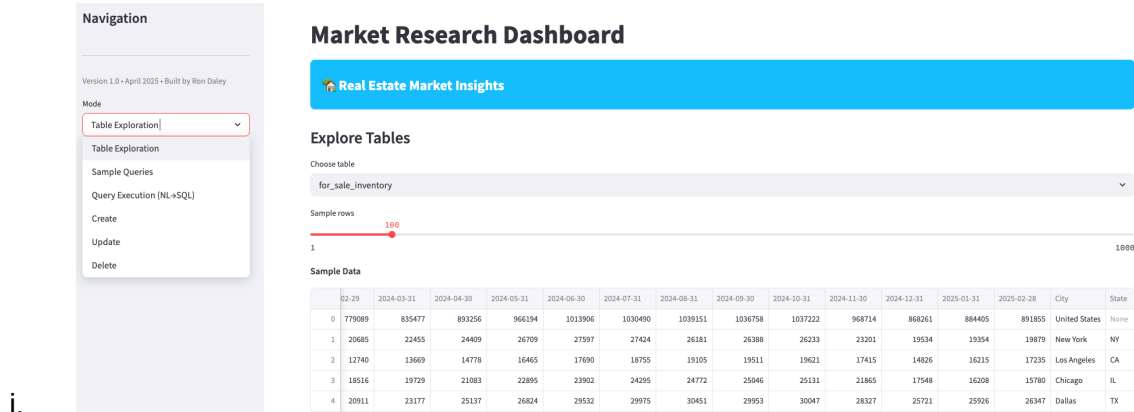 Navigation
Version 1.0 • April 2025 • Built by Ron Daley
Mode
Table Exploration
Table Exploration
Sample Queries
Query Execution (NL→SQL)
Create
Update
Delete
Market Research Dashboard
🏡 Real Estate Market Insights
Explore Tables
Choose table
for_sale_inventory
Sample rows
100
1 1000
Sample Data
02-29 2024-03-31 2024-04-30 2024-05-31 2024-06-30 2024-07-31 2024-08-31 2024-09-30 2024-10-31 2024-11-30 2024-12-31 2025-01-31 2025-02-28 City State
0 779089 835477 893256 966194 1013906 1030490 1039151 1036758 1037222 968714 868261 884405 891855 United States None
1 20685 22455 24409 26709 27597 27424 26181 26388 26233 23201 19534 19354 19879 New York NY
2 12740 13669 14778 16465 17690 18755 19105 19511 19621 17415 14826 16215 17235 Los Angeles CA
3 18516 19729 21083 22895 23902 24295 24772 25046 25131 21865 17548 16208 15780 Chicago IL
4 20911 23177 25137 26824 29532 29975 30451 29953 30047 28327 25721 25926 26347 Dallas TX
i.